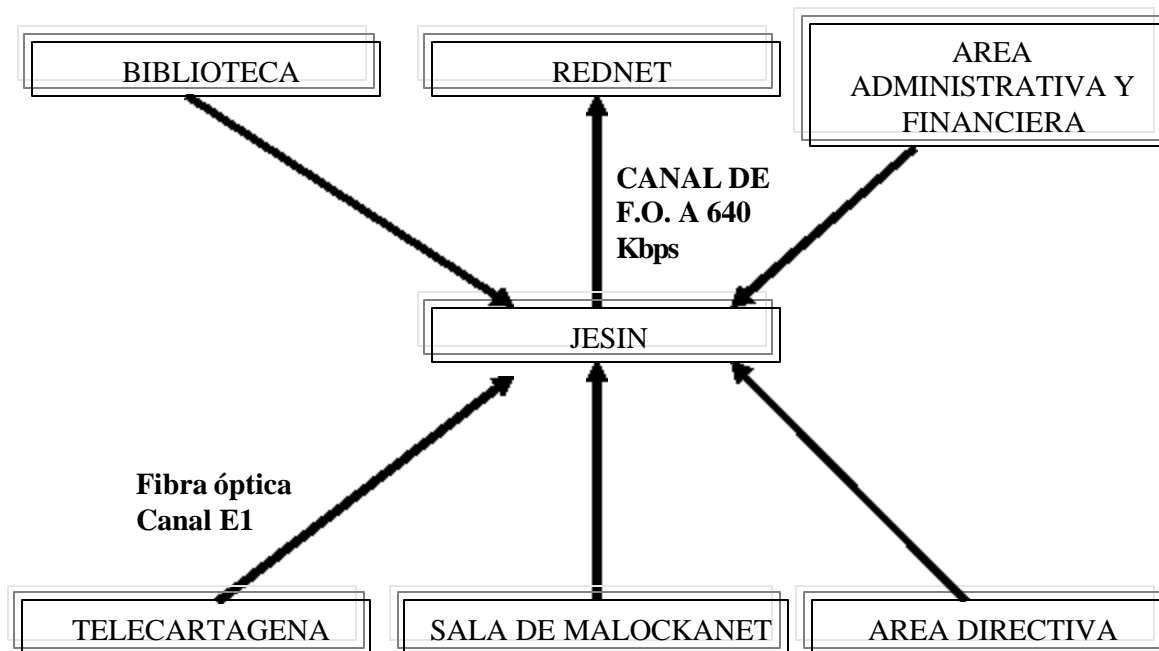 BIBLIOTECA
REDNET
AREA
ADMINISTRATIVA Y
FINANCIERA
CANAL DE
F.O. A 640
Kbps
JESIN
Fibra óptica
Canal E1
TELECARTAGENA
SALA DE MALOCKANET
AREA DIRECTIVA